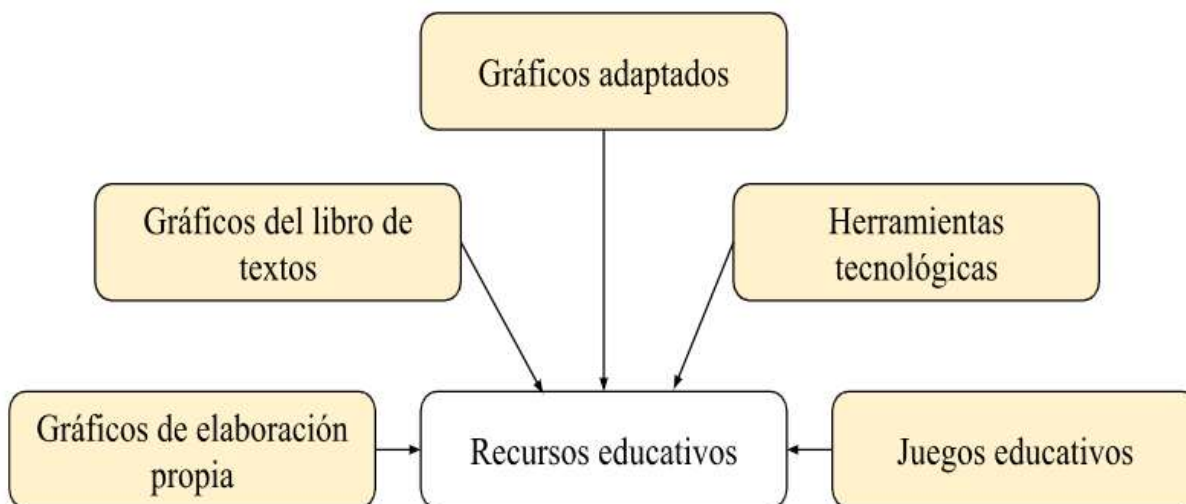 Gráficos adaptados
Gráficos del libro de
textos
Herramientas
tecnológicas
Gráficos de elaboración
propia
Recursos educativos
Juegos educativos